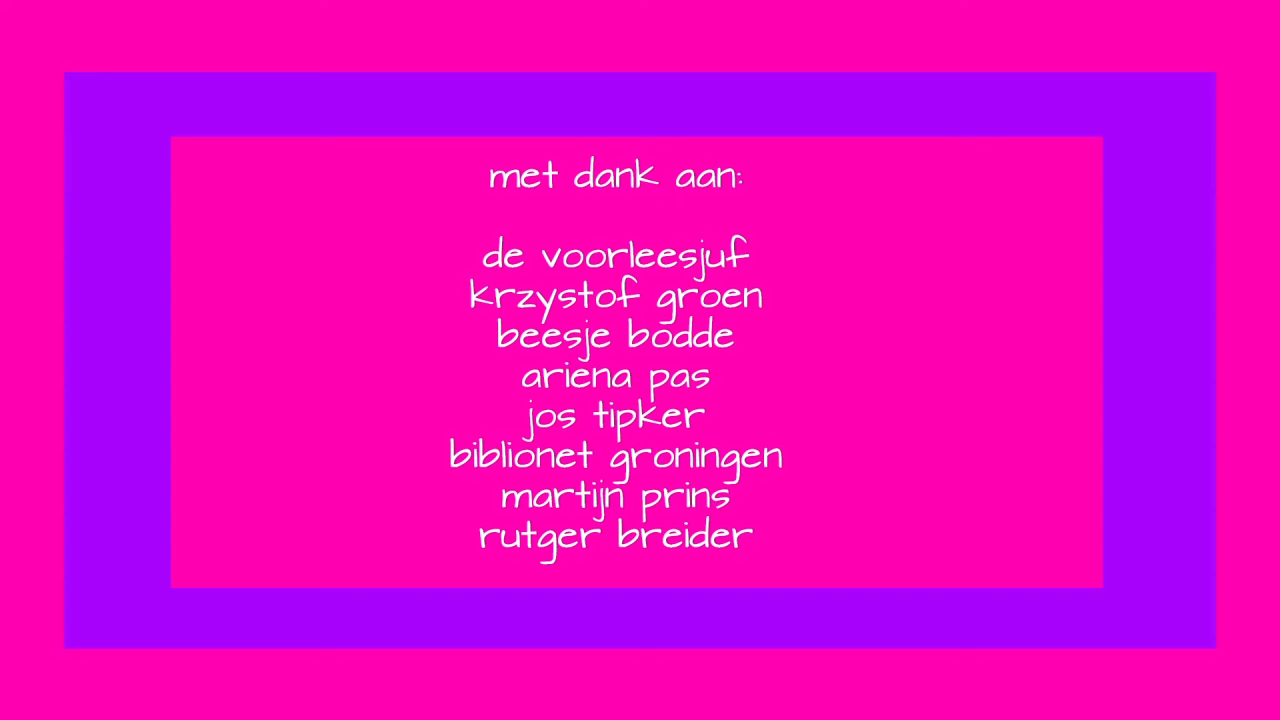 met dank aan:
de voorleesjuf
krzystof groen
beesje bodde
ariena pas
jos tipker
biblionet groningen
martijn prins
rutger breider